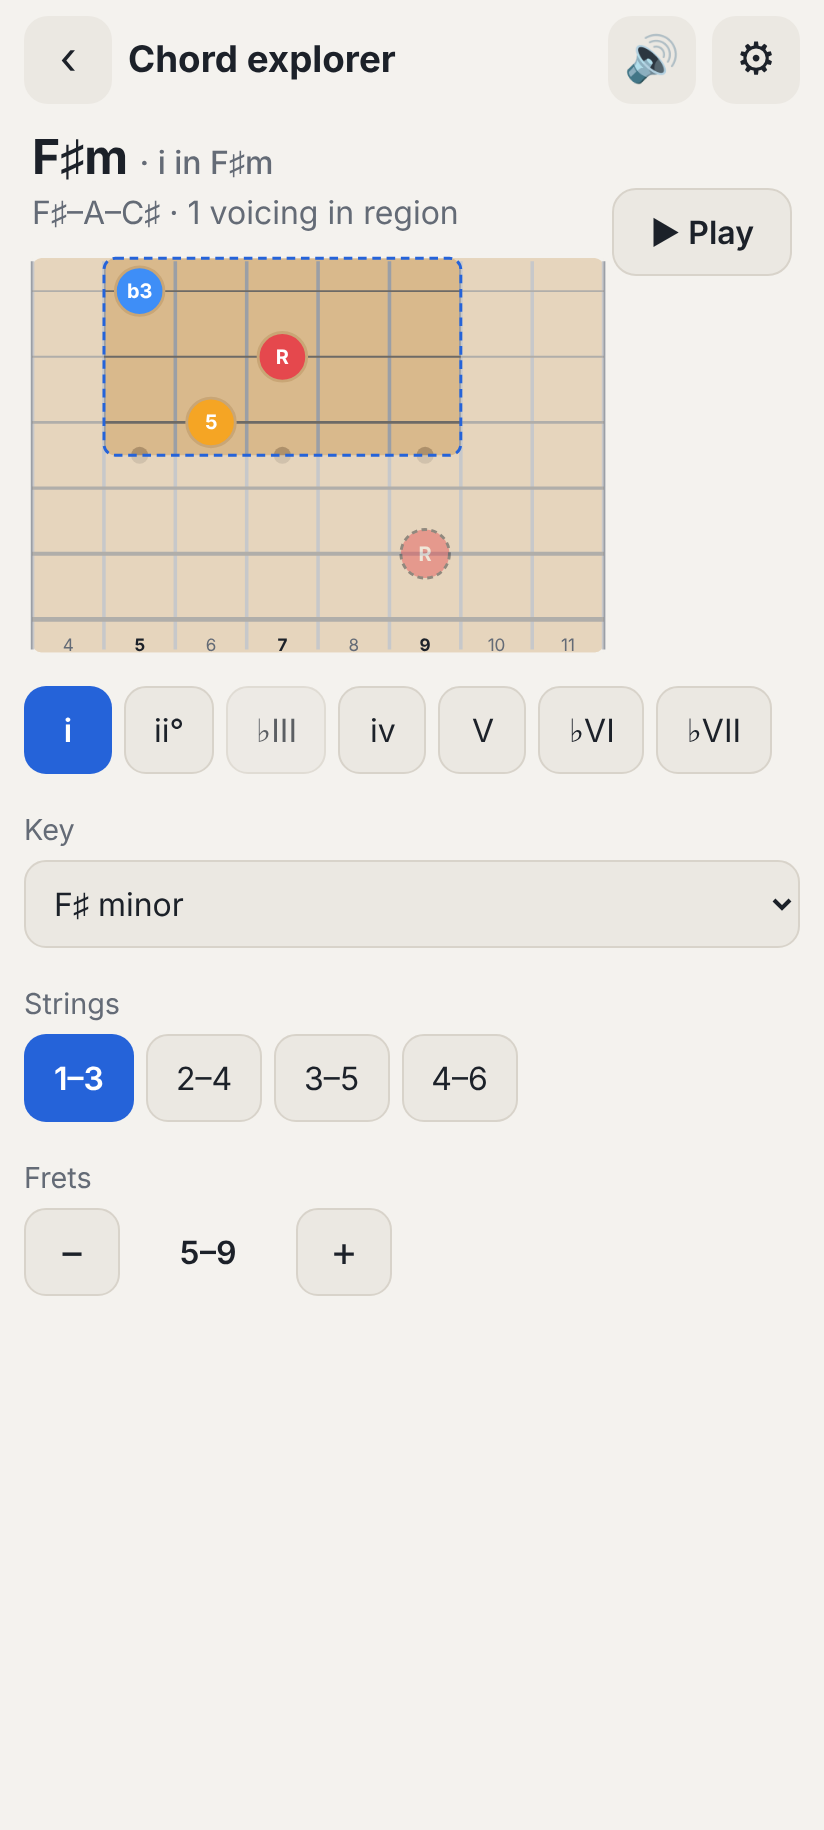 ‹ Chord explorer 🔊 ⚙
F♯m · i in F♯m
F♯–A–C♯ · 1 voicing in region
▶ Play
b3
R
5
R
4 5 6 7 8 9 10 11
i ii° ♭III iv V ♭VI ♭VII
Key
F♯ minor
Strings
1–3 2–4 3–5 4–6
Frets
− 5–9 +